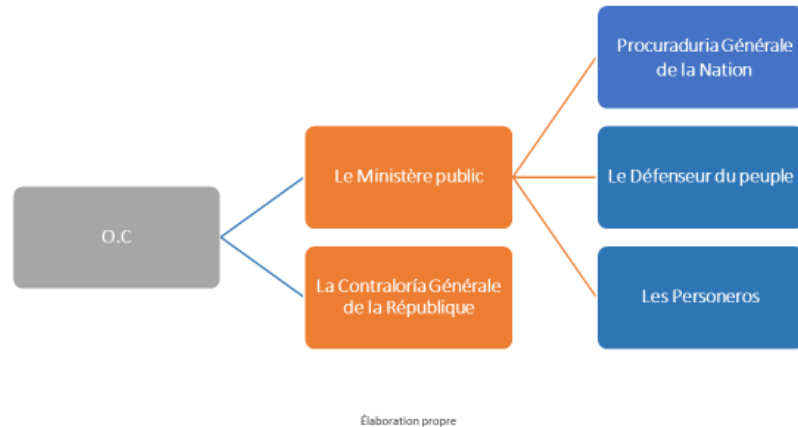 Procuraduria Générale
de la Nation
Le Ministère public
Le Défenseur du peuple
O.C
La Contraloría Générale
de la République
Les Personeros
Élaboration propre